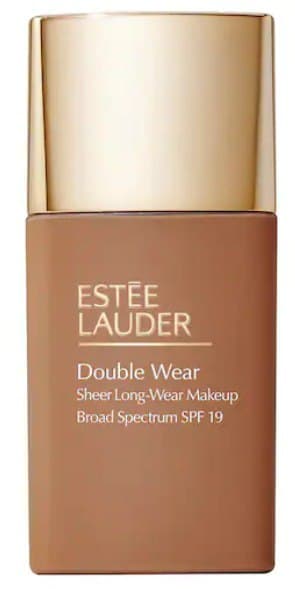 ESTĒE
LAUDER
Double Wear
Sheer Long-Wear Makeup
Broad Spectrum SPF 19